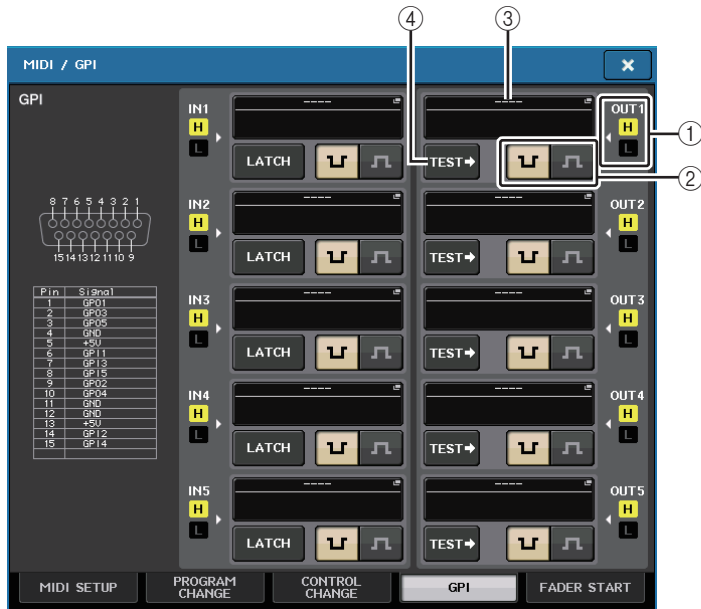 ④ ③
MIDI / GPI ×
GPI
IN1 H L ---- LATCH
---- TEST OUT1 H L
① ②
IN2 H L ---- LATCH
---- TEST OUT2 H L
8 7 6 5 4 3 2 1
15 14 13 12 11 10 9
Pin Signal
1 GPO1
2 GPO3
3 GPO5
4 GND
5 +5V
6 GPI1
7 GPI3
8 GPI5
9 GPO2
10 GPO4
11 GND
12 GND
13 +5V
14 GPI2
15 GPI4
IN3 H L ---- LATCH
---- TEST OUT3 H L
IN4 H L ---- LATCH
---- TEST OUT4 H L
IN5 H L ---- LATCH
---- TEST OUT5 H L
MIDI SETUP
PROGRAM
CHANGE
CONTROL
CHANGE
GPI
FADER START